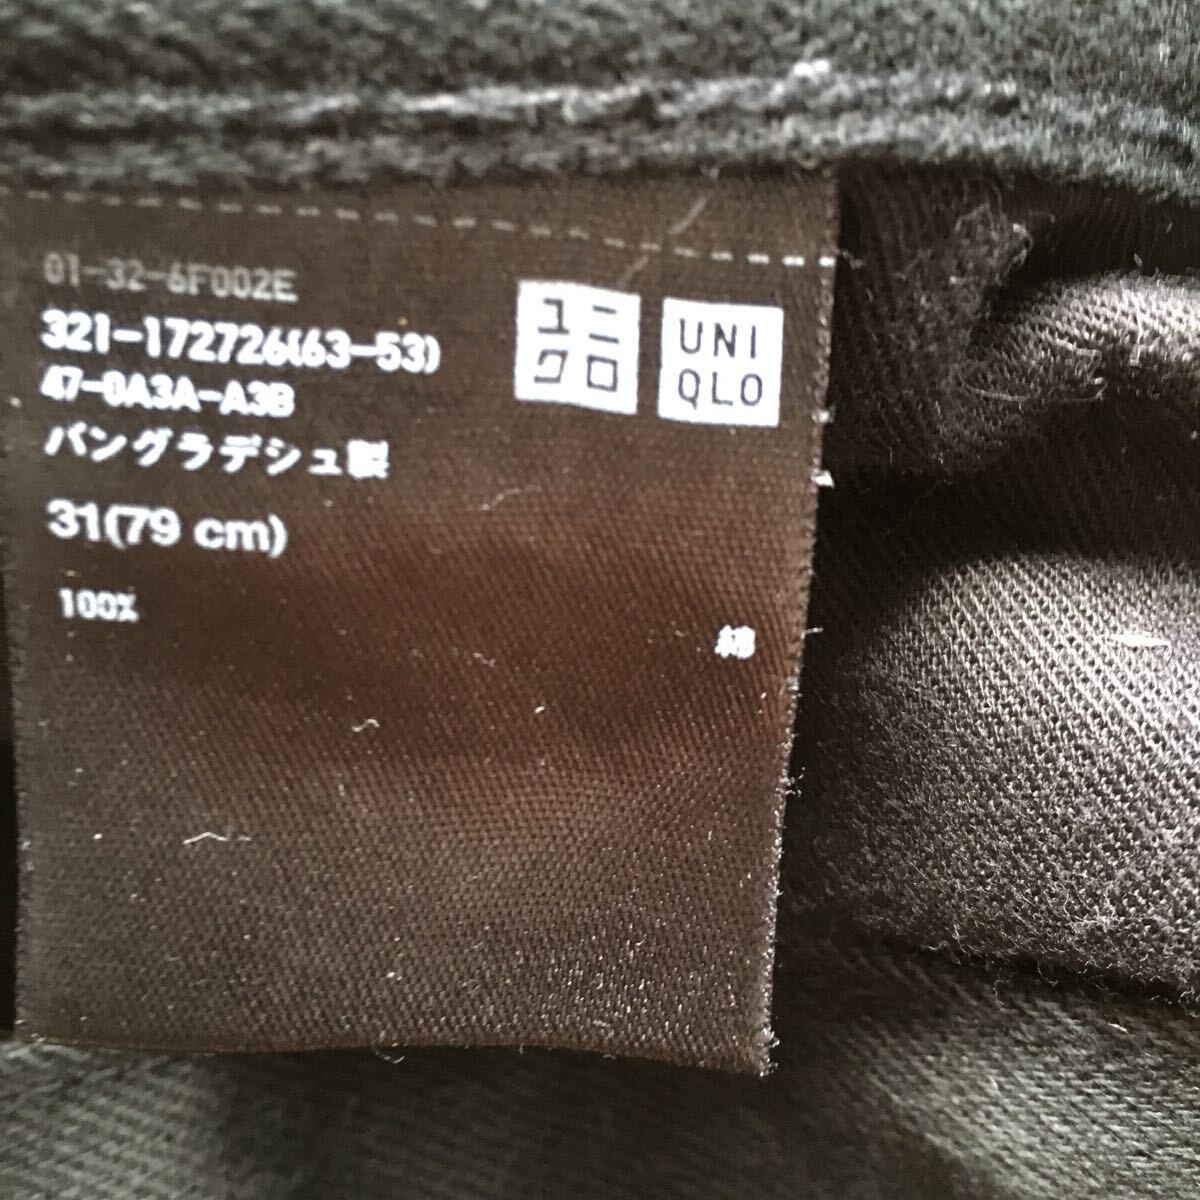 01-32-6F002E
321-172726(63-53)
47-0A3A-A3B
バングラデシュ製
31(79 cm)
100% 綿
ユニ
クロ
UNI
QLO